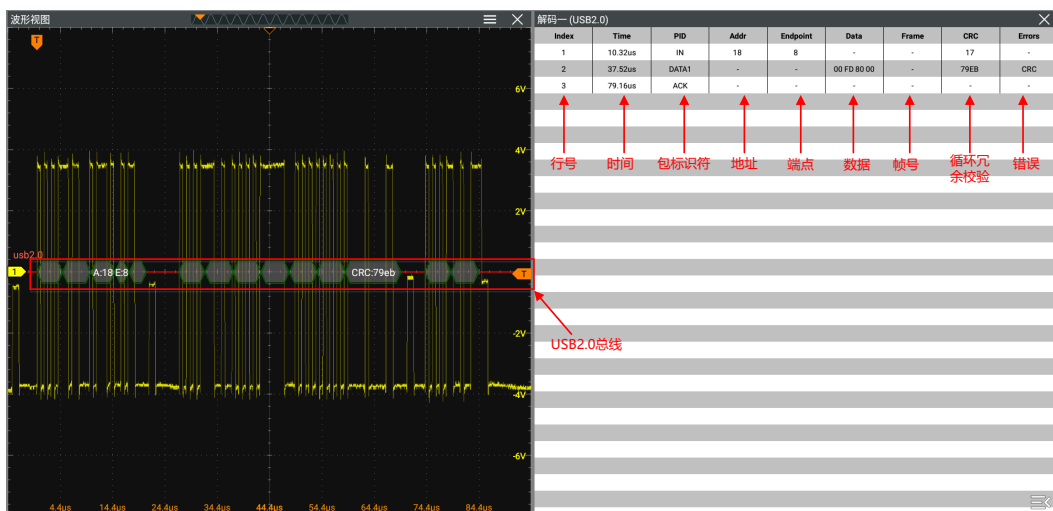 波形视图
T
6V
4V
2V
usb2.0
1
A:18 E:8
CRC:79eb
T
-2V
-4V
-6V
4.4us 14.4us 24.4us 34.4us 44.4us 54.4us 64.4us 74.4us 84.4us
解码一 (USB2.0)
Index Time PID Addr Endpoint Data Frame CRC Errors
1 10.32us IN 18 8 - - 17 -
2 37.52us DATA1 - - 00 FD 80 00 - 79EB CRC
3 79.16us ACK - - - - - -
行号 时间 包标识符 地址 端点 数据 帧号 循环冗 错误
余校验
USB2.0总线